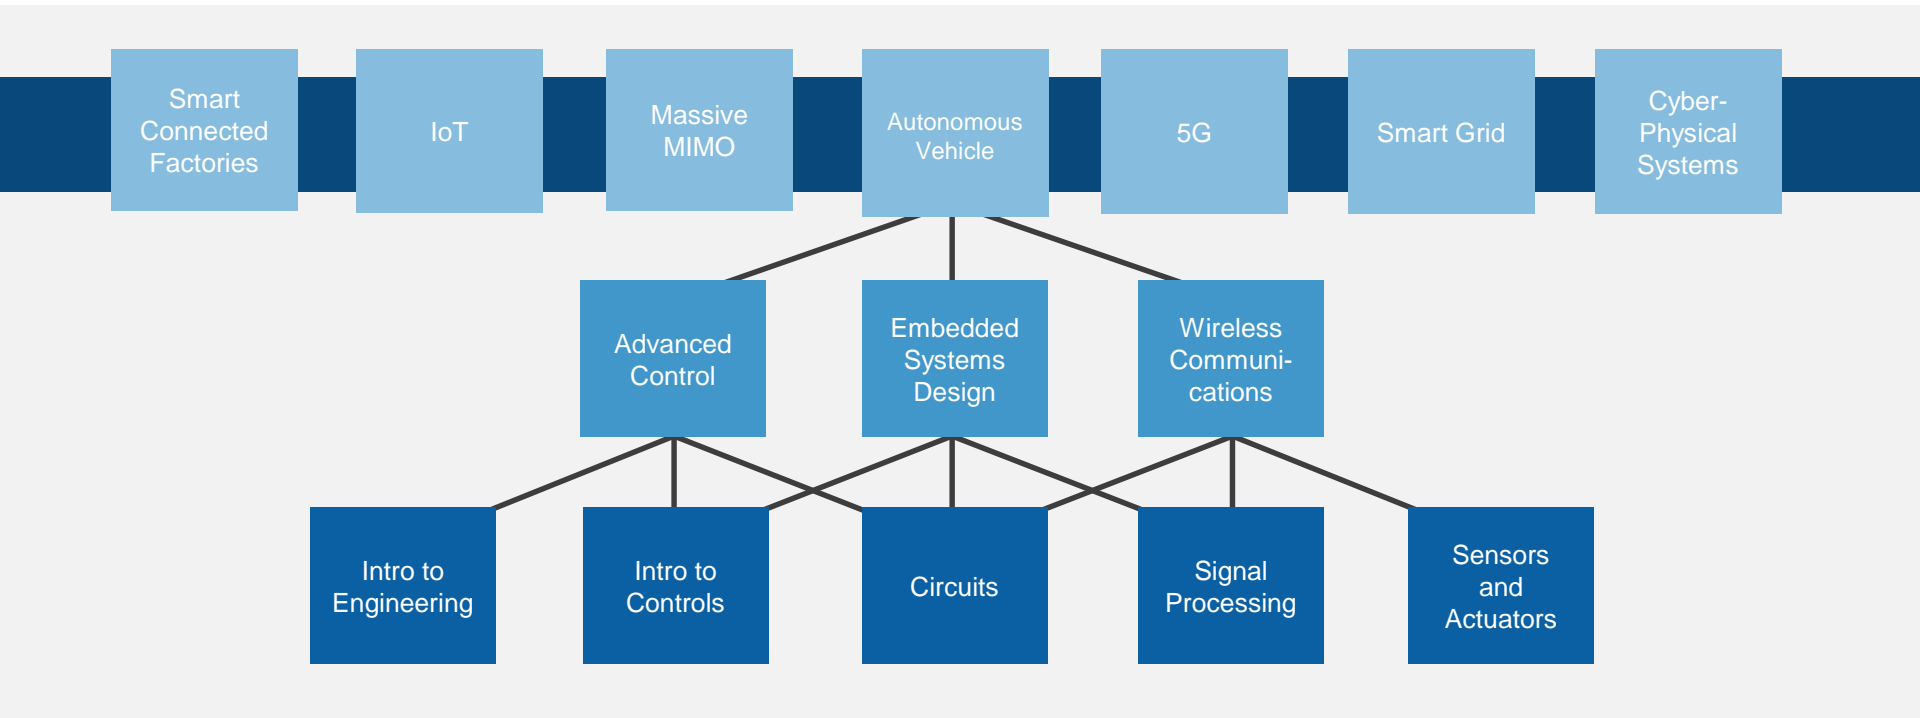 Smart
Connected
Factories
IoT
Massive
MIMO
Autonomous
Vehicle
5G
Smart Grid
Cyber-
Physical
Systems
Advanced
Control
Embedded
Systems
Design
Wireless
Communi-
cations
Intro to
Engineering
Intro to
Controls
Circuits
Signal
Processing
Sensors
and
Actuators